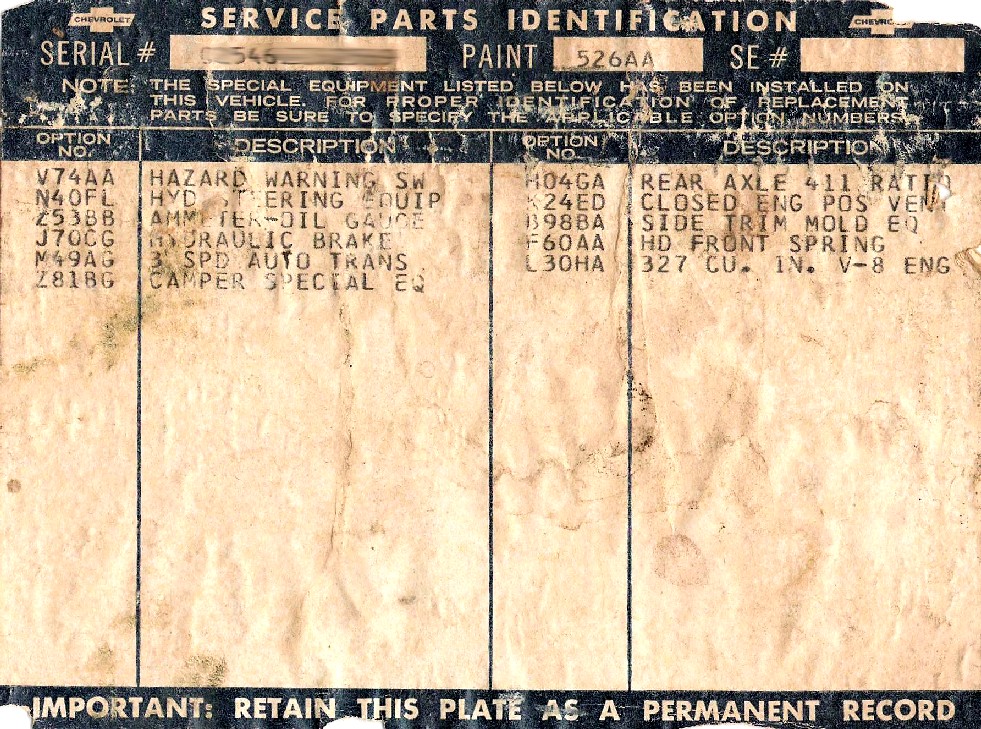 CHEVROLET SERVICE PARTS IDENTIFICATION CHEVROLET
SERIAL # 546 PAINT 526AA SE #
NOTE: THE SPECIAL EQUIPMENT LISTED BELOW HAS BEEN INSTALLED ON
THIS VEHICLE. FOR PROPER IDENTIFICATION OF REPLACEMENT
PARTS BE SURE TO SPECIFY THE APPLICABLE OPTION NUMBERS.
OPTION NO. DESCRIPTION OPTION NO. DESCRIPTION
V74AA HAZARD WARNING SW H04GA REAR AXLE 411 RATIO
N40FL HYD STEERING EQUIP K24ED CLOSED ENG POS VENT
Z53BB AMMETER-OIL GAUGE B98BA SIDE TRIM MOLD EQ
J70CG HYDRAULIC BRAKE F60AA HD FRONT SPRING
M49AG 3 SPD AUTO TRANS L30HA 327 CU. IN. V-8 ENG
Z81BG CAMPER SPECIAL EQ
IMPORTANT: RETAIN THIS PLATE AS A PERMANENT RECORD